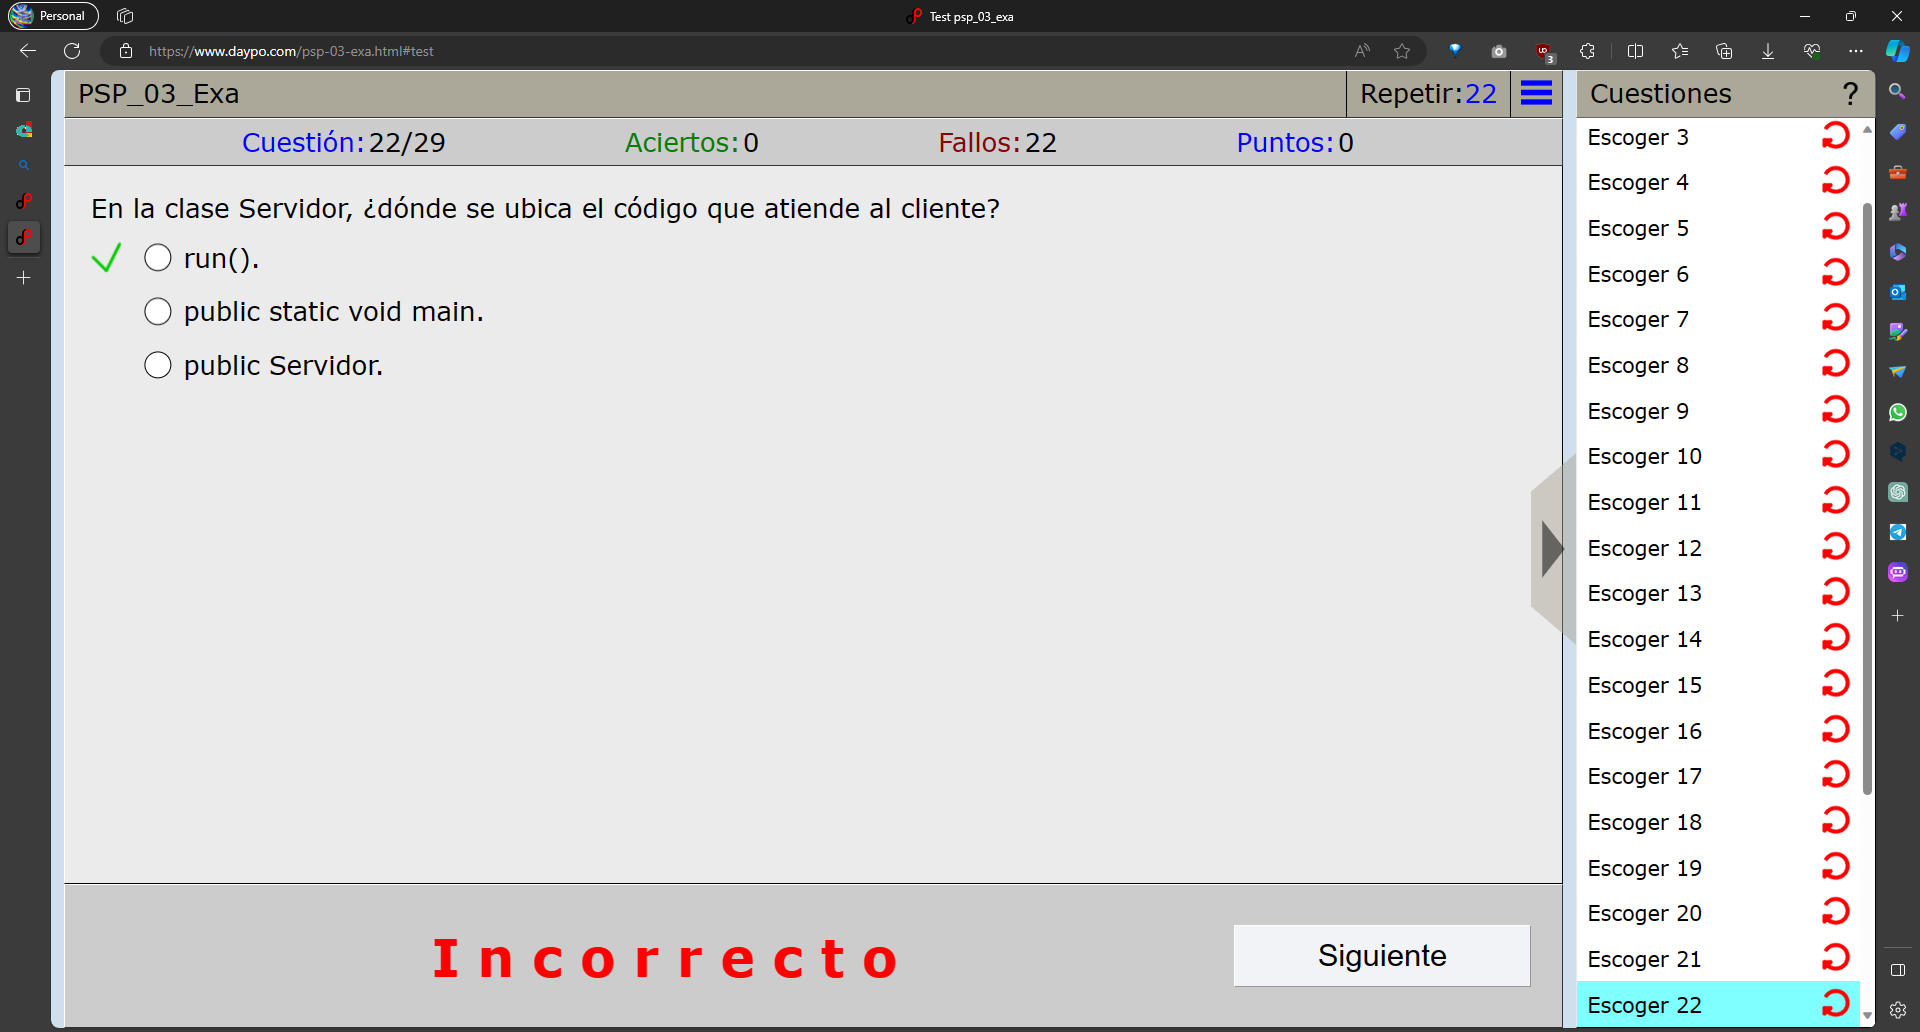 Personal
Test psp_03_exa
https://www.daypo.com/psp-03-exa.html#test
3
PSP_03_Exa
Repetir:22
Cuestiones
?
Cuestión:22/29
Aciertos:0
Fallos:22
Puntos:0
En la clase Servidor, ¿dónde se ubica el código que atiende al cliente?
run().
public static void main.
public Servidor.
Incorrecto
Siguiente
Escoger 3
Escoger 4
Escoger 5
Escoger 6
Escoger 7
Escoger 8
Escoger 9
Escoger 10
Escoger 11
Escoger 12
Escoger 13
Escoger 14
Escoger 15
Escoger 16
Escoger 17
Escoger 18
Escoger 19
Escoger 20
Escoger 21
Escoger 22